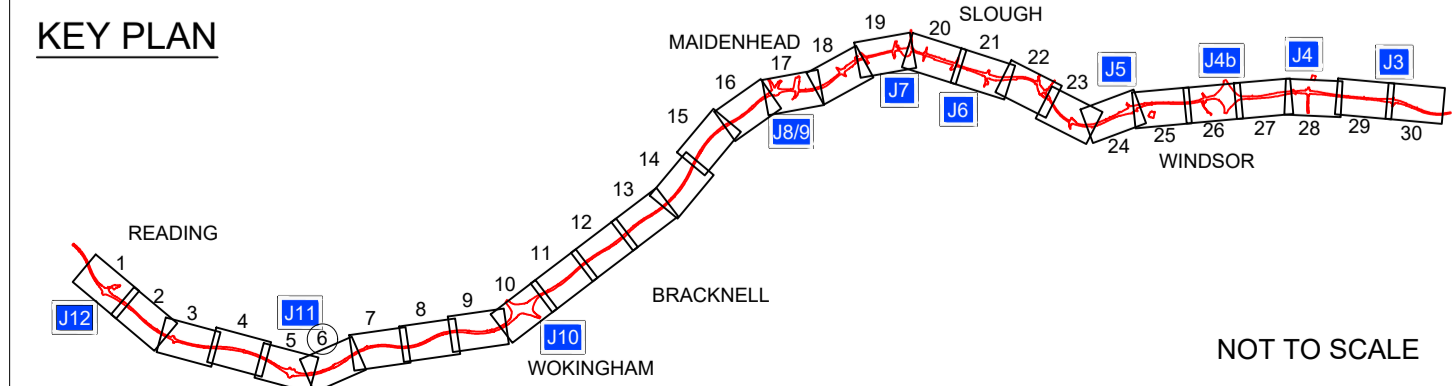 KEY PLAN
READING
MAIDENHEAD
SLOUGH
WINDSOR
BRACKNELL
WOKINGHAM
J12
J11
J10
J8/9
J7
J6
J5
J4b
J4
J3
1
2
3
4
5
6
7
8
9
10
11
12
13
14
15
16
17
18
19
20
21
22
23
24
25
26
27
28
29
30
NOT TO SCALE